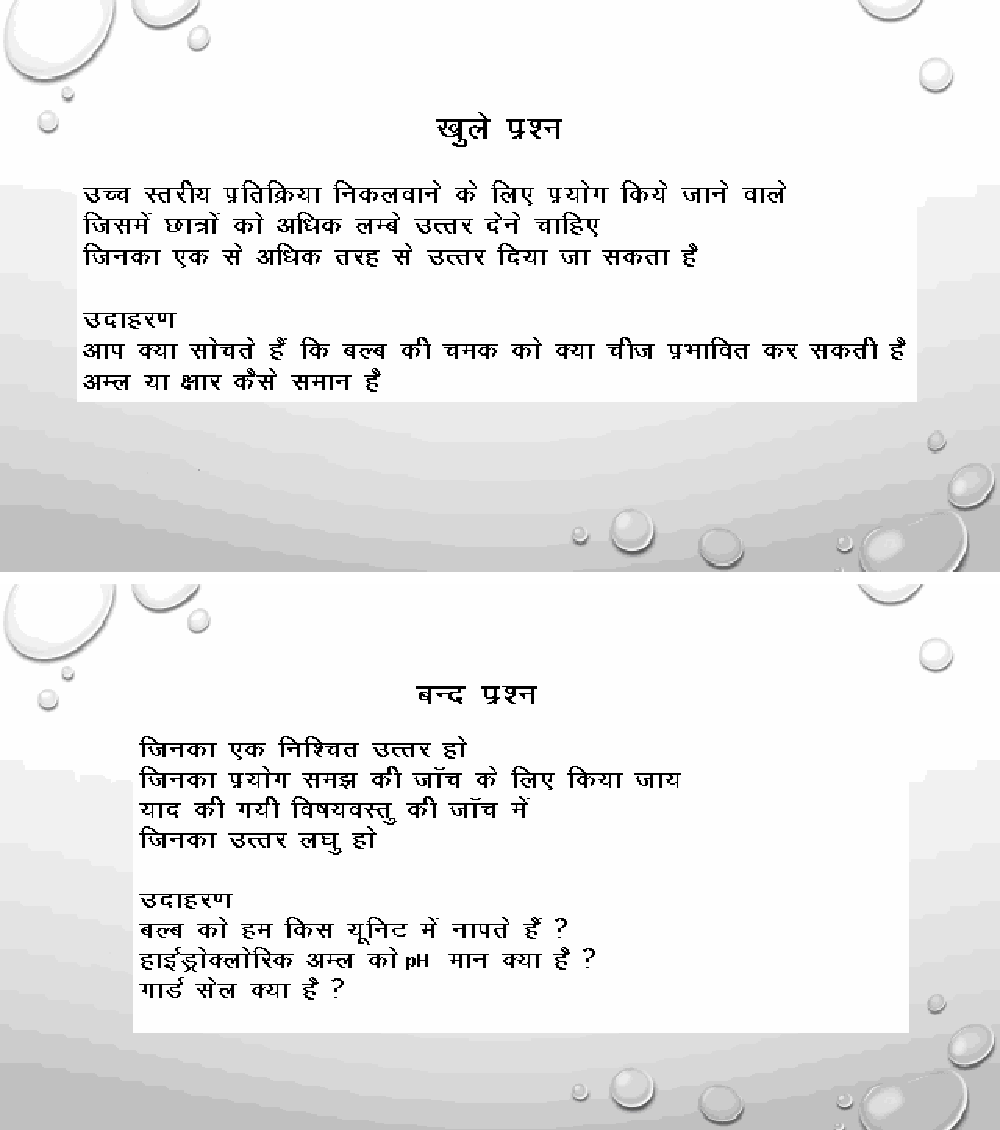 खुले प्रश्न
उच्च स्तरीय प्रतिक्रिया निकलवाने के लिए प्रयोग किये जाने वाले
जिसमें छात्रों को अधिक लम्बे उत्तर देने चाहिए
जिनका एक से अधिक तरह से उत्तर दिया जा सकता है
उदाहरण
आप क्या सोचते हैं कि बल्ब की चमक को क्या चीज प्रभावित कर सकती है
अम्ल या क्षार कैसे समान है
बन्द प्रश्न
जिनका एक निश्चित उत्तर हो
जिनका प्रयोग समझ की जॉच के लिए किया जाय
याद की गयी विषयवस्तु की जॉच में
जिनका उत्तर लघु हो
उदाहरण
बल्ब को हम किस यूनिट में नापते हैं ?
हाईड्रोक्लोरिक अम्ल को pH मान क्या है ?
गार्ड सेल क्या है ?